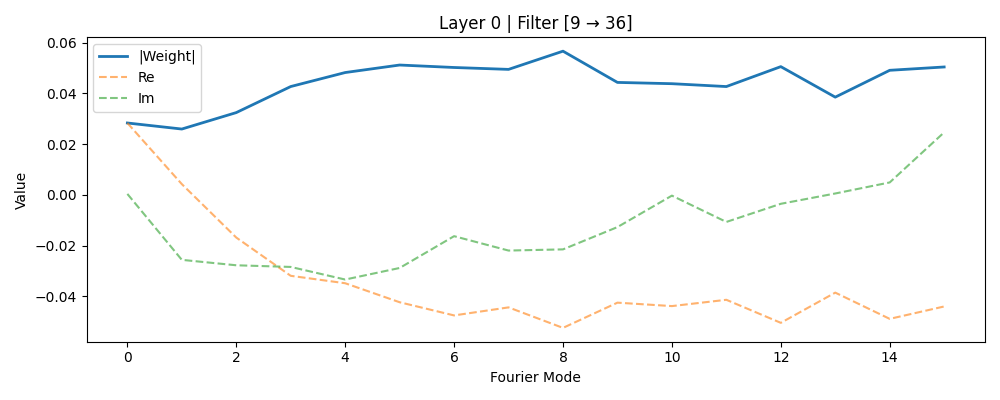 Layer 0 | Filter [9 → 36]
|Weight|
Re
Im
Value
0.06
0.04
0.02
0.00
−0.02
−0.04
0 2 4 6 8 10 12 14
Fourier Mode